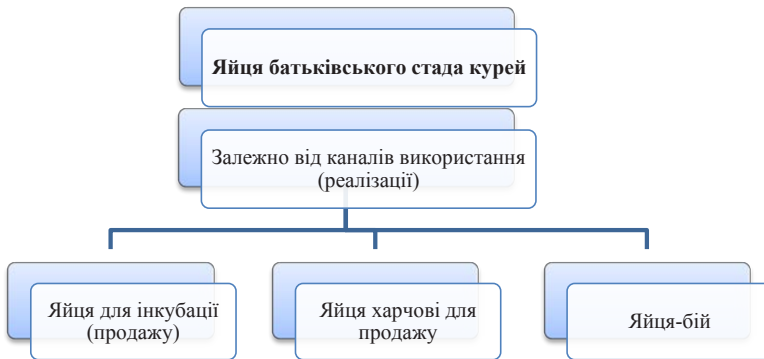 Яйця батьківського стада курей
Залежно від каналів використання
(реалізації)
Яйця для інкубації
(продажу)
Яйця харчові для
продажу
Яйця-бій